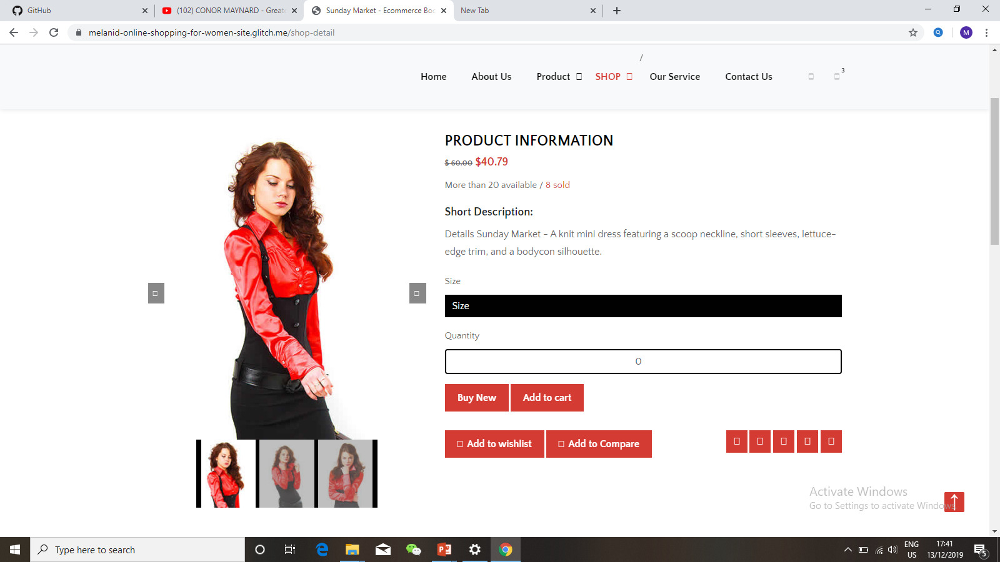 GitHub
(102) CONOR MAYNARD - Greate
Sunday Market - Ecommerce Boo
New Tab
melanid-online-shopping-for-women-site.glitch.me/shop-detail
M
/
Home
About Us
Product
SHOP
Our Service
Contact Us
3
PRODUCT INFORMATION
$ 60.00 $40.79
More than 20 available / 8 sold
Short Description:
Details Sunday Market - A knit mini dress featuring a scoop neckline, short sleeves, lettuce-
edge trim, and a bodycon silhouette.
Size
Size
Quantity
0
Buy New
Add to cart
Add to wishlist
Add to Compare
Activate Windows
Go to Settings to activate Windows.
Type here to search
ENG
US
17:41
13/12/2019
5